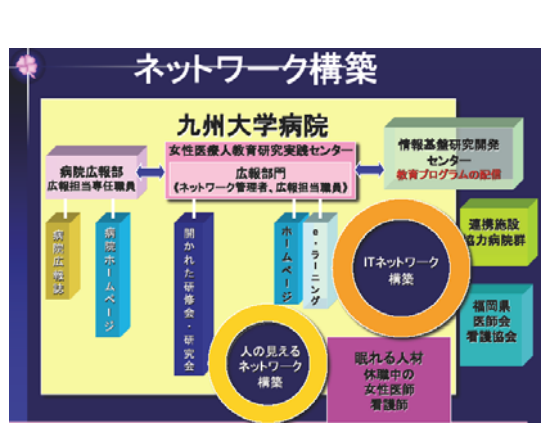 ネットワーク構築
九州大学病院
女性医療人教育研究実践センター
広報部門
《ネットワーク管理者、広報担当職員》
病院広報部
広報担当専任職員
情報基盤研究開発
センター
教育プログラムの配信
病院広報誌
病院ホームページ
開かれた研修会・研究会
ホームページ
e・ラーニング
ITネットワーク
構築
連携施設
協力病院群
福岡県
医師会
看護協会
人の見える
ネットワーク
構築
眠れる人材
休職中の
女性医師
看護師